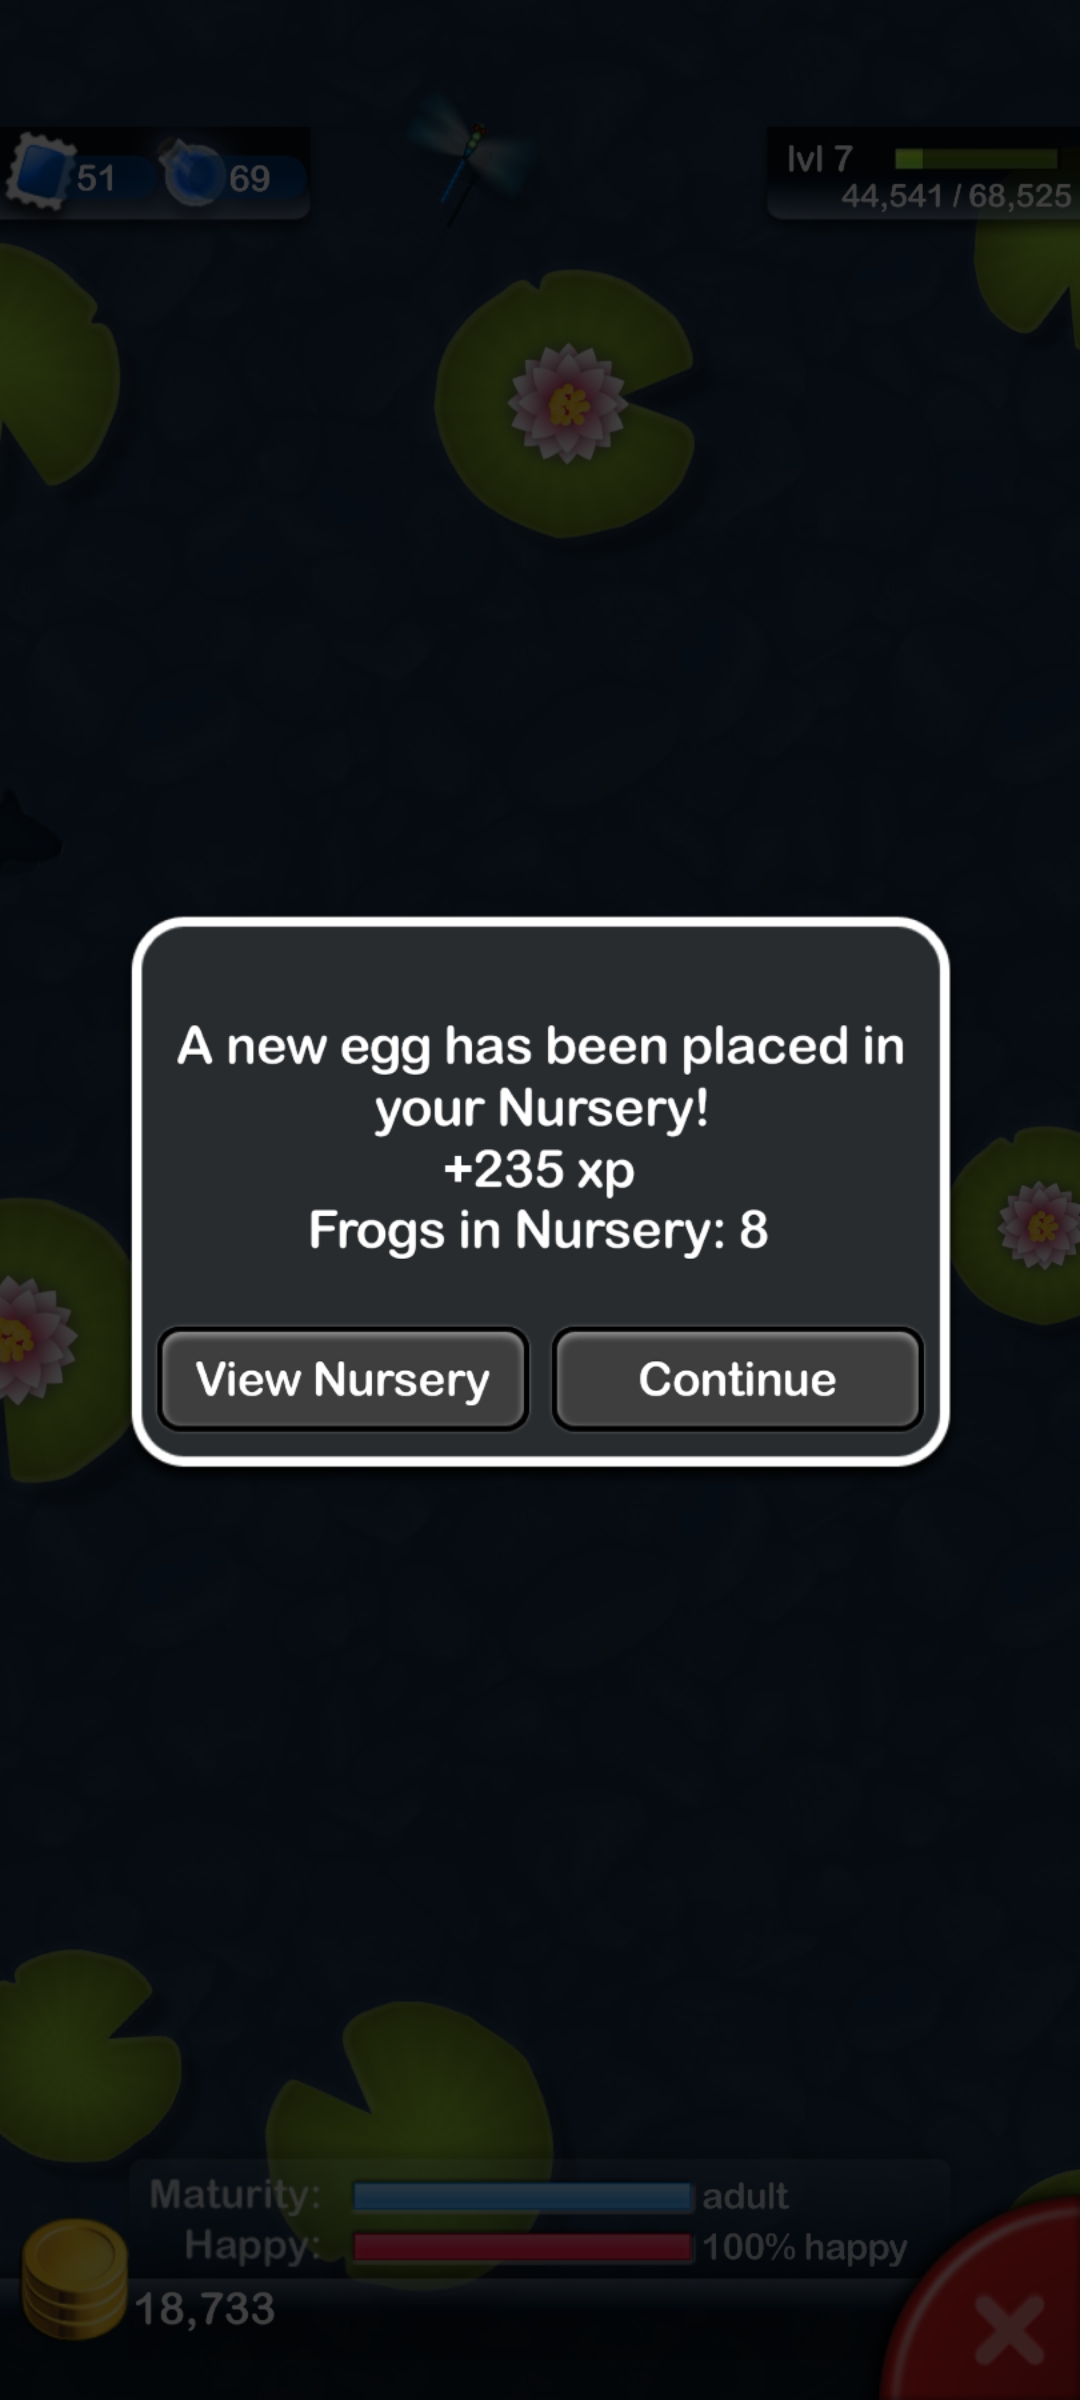 51
69
lvl 7
44,541 / 68,525
A new egg has been placed in
your Nursery!
+235 xp
Frogs in Nursery: 8
View Nursery
Continue
Maturity: adult
Happy: 100% happy
18,733